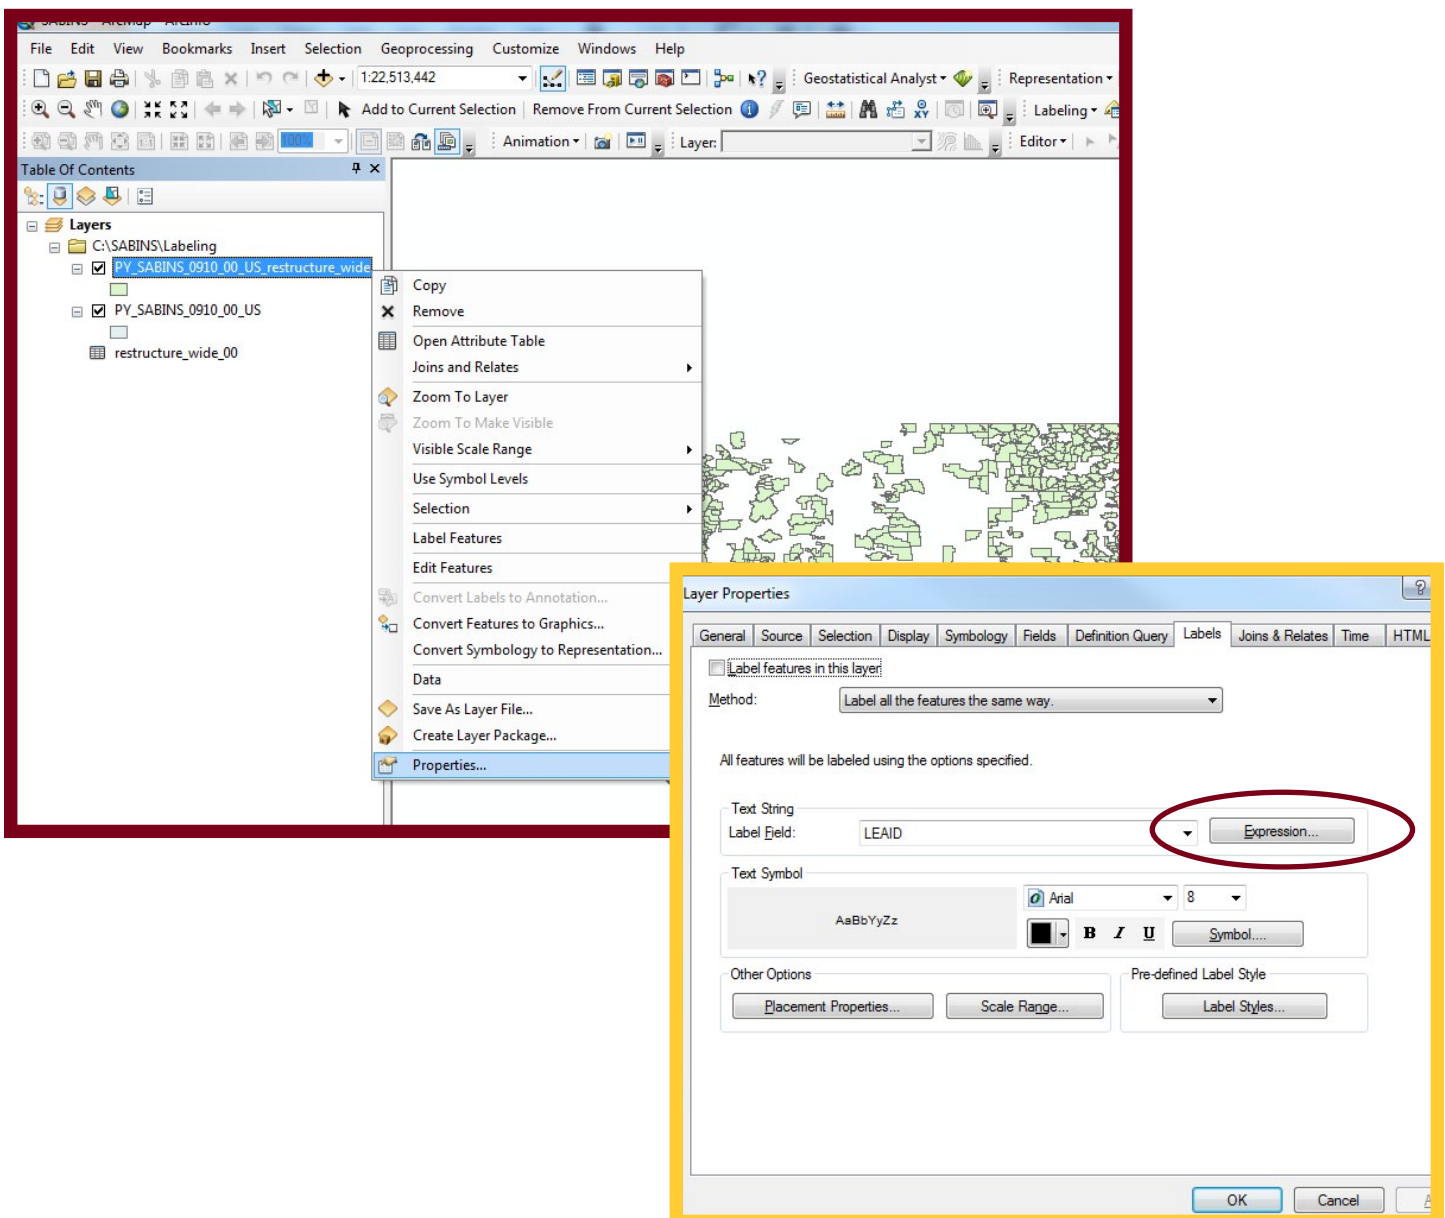 SABINS - ArcMap - ArcInfo
File Edit View Bookmarks Insert Selection Geoprocessing Customize Windows Help
1:22,513,442 Geostatistical Analyst Representation
Add to Current Selection Remove From Current Selection Labeling
100% Animation Layer: Editor
Table Of Contents
Layers
C:\SABINS\Labeling
PY_SABINS_0910_00_US_restructure_wide
PY_SABINS_0910_00_US
restructure_wide_00
Copy
Remove
Open Attribute Table
Joins and Relates
Zoom To Layer
Zoom To Make Visible
Visible Scale Range
Use Symbol Levels
Selection
Label Features
Edit Features
Convert Labels to Annotation...
Convert Features to Graphics...
Convert Symbology to Representation...
Data
Save As Layer File...
Create Layer Package...
Properties...
Layer Properties
General Source Selection Display Symbology Fields Definition Query Labels Joins & Relates Time HTML
Label features in this layer
Method: Label all the features the same way.
All features will be labeled using the options specified.
Text String
Label Field: LEAID Expression...
Text Symbol
AaBbYyZz
Arial 8
B I U Symbol....
Other Options Pre-defined Label Style
Placement Properties... Scale Range... Label Styles...
OK Cancel